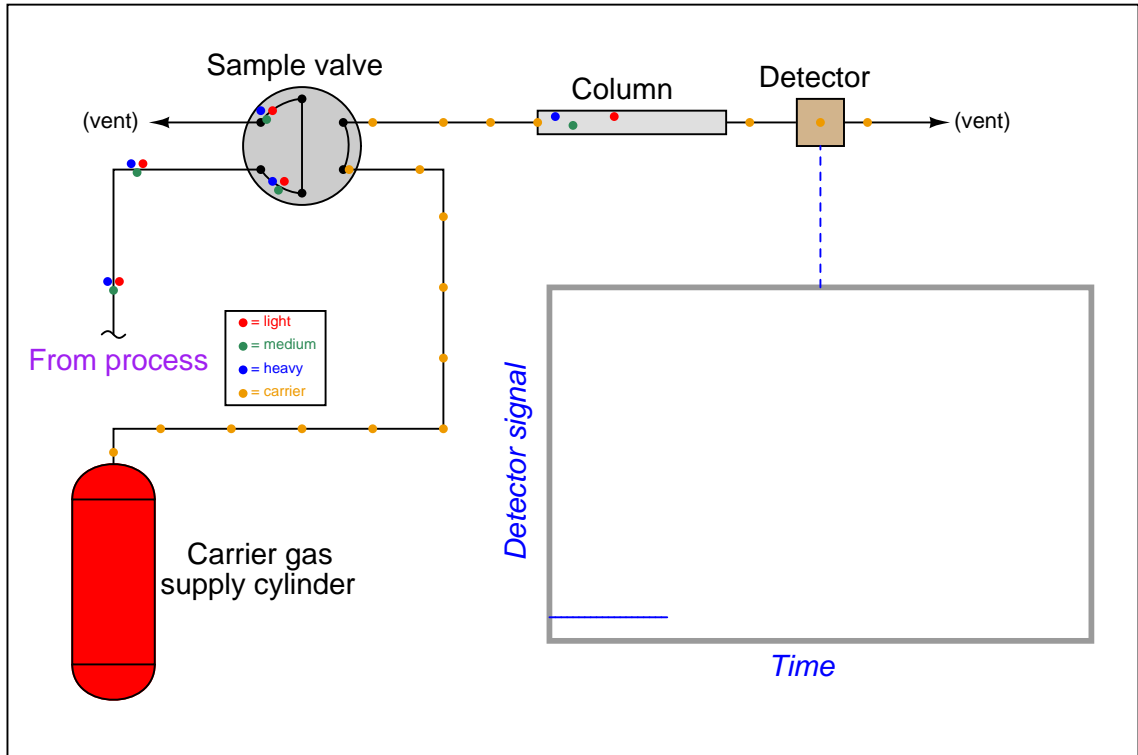 Sample valve
Column
Detector
(vent)
(vent)
From process
= light
= medium
= heavy
= carrier
Carrier gas
supply cylinder
Detector signal
Time